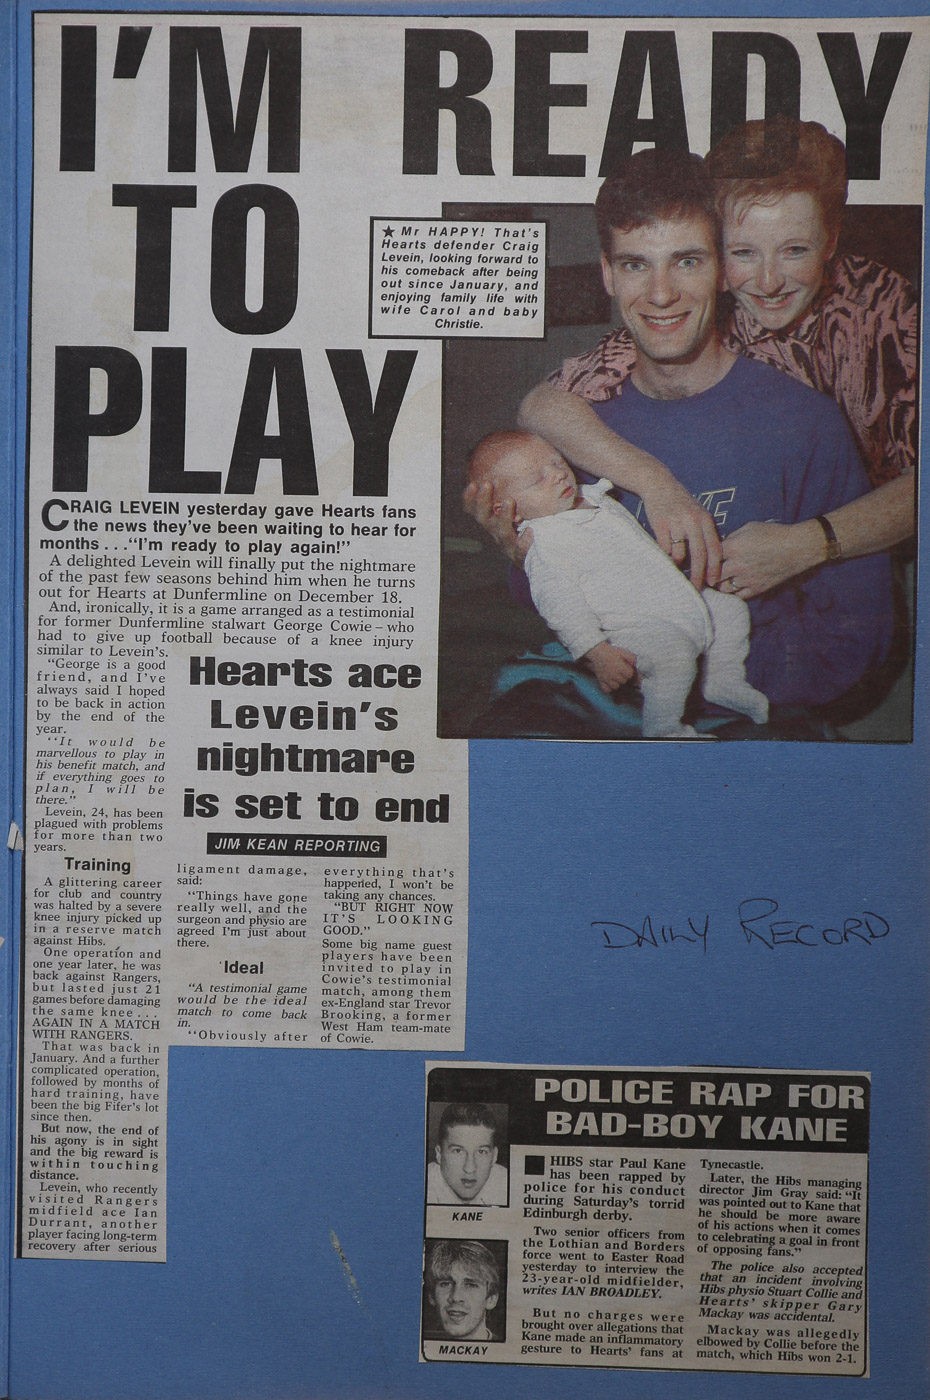 I'M READY
TO
PLAY
★ Mr HAPPY! That's
Hearts defender Craig
Levein, looking forward to
his comeback after being
out since January, and
enjoying family life with
wife Carol and baby
Christie.
CRAIG LEVEIN yesterday gave Hearts fans
the news they've been waiting to hear for
months . . . "I'm ready to play again!"
A delighted Levein will finally put the nightmare
of the past few seasons behind him when he turns
out for Hearts at Dunfermline on December 18.
And, ironically, it is a game arranged as a testimonial
for former Dunfermline stalwart George Cowie – who
had to give up football because of a knee injury
similar to Levein's.
"George is a good
friend, and I've
always said I hoped
to be back in action
by the end of the
year.
"It would be
marvellous to play in
his benefit match, and
if everything goes to
plan, I will be
there."
Levein, 24, has been
plagued with problems
for more than two
years.
Training
A glittering career
for club and country
was halted by a severe
knee injury picked up
in a reserve match
against Hibs.
One operation and
one year later, he was
back against Rangers,
but lasted just 21
games before damaging
the same knee . . .
AGAIN IN A MATCH
WITH RANGERS.
That was back in
January. And a further
complicated operation,
followed by months of
hard training, have
been the big Fifer's lot
since then.
But now, the end of
his agony is in sight
and the big reward is
within touching
distance.
Levein, who recently
visited Rangers
midfield ace Ian
Durrant, another
player facing long-term
recovery after serious
Hearts ace
Levein's
nightmare
is set to end
JIM KEAN REPORTING
ligament damage,
said:
"Things have gone
really well, and the
surgeon and physio are
agreed I'm just about
there.
Ideal
"A testimonial game
would be the ideal
match to come back
in.
"Obviously after
everything that's
happened, I won't be
taking any chances.
"BUT RIGHT NOW
IT'S LOOKING
GOOD."
Some big name guest
players have been
invited to play in
Cowie's testimonial
match, among them
ex-England star Trevor
Brooking, a former
West Ham team-mate
of Cowie.
DAILY RECORD
POLICE RAP FOR
BAD-BOY KANE
KANE
MACKAY
■ HIBS star Paul Kane
has been rapped by
police for his conduct
during Saturday's torrid
Edinburgh derby.
Two senior officers from
the Lothian and Borders
force went to Easter Road
yesterday to interview the
23-year-old midfielder,
writes IAN BROADLEY.
But no charges were
brought over allegations that
Kane made an inflammatory
gesture to Hearts' fans at
Tynecastle.
Later, the Hibs managing
director Jim Gray said: "It
was pointed out to Kane that
he should be more aware
of his actions when it comes
to celebrating a goal in front
of opposing fans."
The police also accepted
that an incident involving
Hibs physio Stuart Collie and
Hearts' skipper Gary
Mackay was accidental.
Mackay was allegedly
elbowed by Collie before the
match, which Hibs won 2-1.